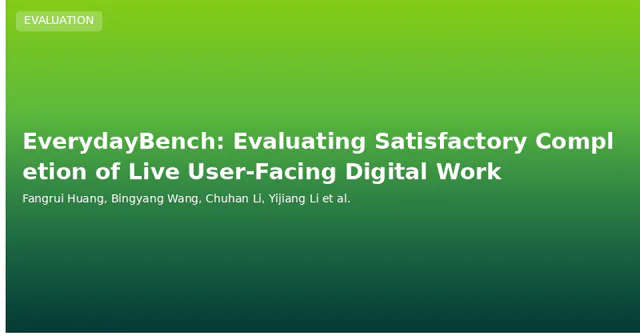 EVALUATION
EverydayBench: Evaluating Satisfactory Compl
etion of Live User-Facing Digital Work
Fangrui Huang, Bingyang Wang, Chuhan Li, Yijiang Li et al.